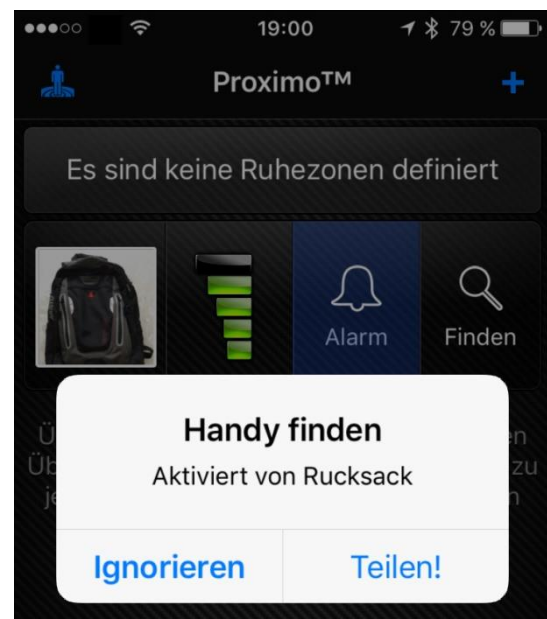 19:00
79 %
Proximo™
+
Es sind keine Ruhezonen definiert
Alarm
Finden
Handy finden
Aktiviert von Rucksack
Ignorieren
Teilen!